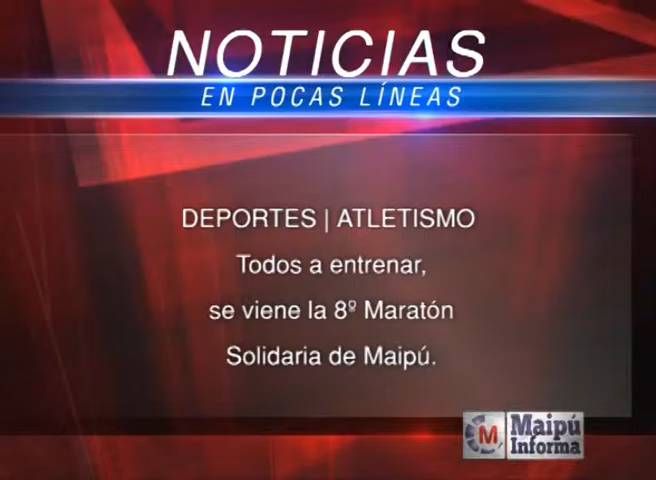 NOTICIAS
EN POCAS LÍNEAS
DEPORTES | ATLETISMO
Todos a entrenar,
se viene la 8º Maratón
Solidaria de Maipú.
M Maipú
Informa